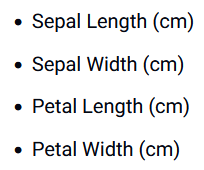 • Sepal Length (cm)
• Sepal Width (cm)
• Petal Length (cm)
• Petal Width (cm)